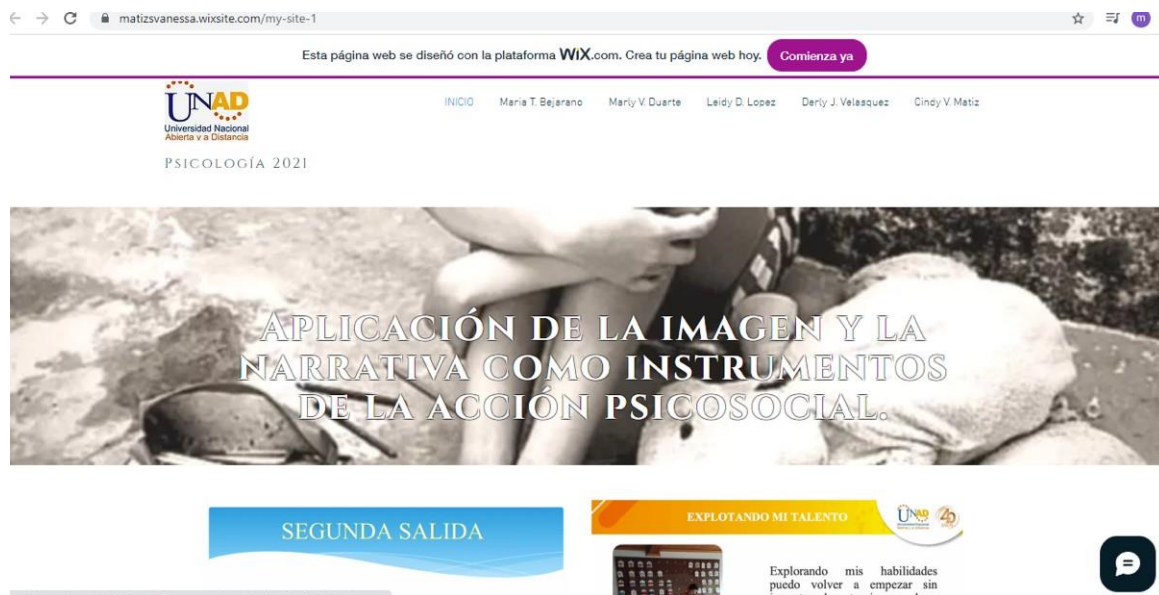 matizsvanessa.wixsite.com/my-site-1
m
Esta página web se diseñó con la plataforma WiX.com. Crea tu página web hoy. Comienza ya
UNAD
Universidad Nacional
Abierta y a Distancia
INICIO Maria T. Bejarano Marly V. Duarte Leidy D. Lopez Derly J. Velasquez Cindy V. Matiz
PSICOLOGÍA 2021
APLICACIÓN DE LA IMAGEN Y LA
NARRATIVA COMO INSTRUMENTOS
DE LA ACCIÓN PSICOSOCIAL.
SEGUNDA SALIDA
EXPLOTANDO MI TALENTO
UNAD
Explorando mis habilidades
puedo volver a empezar sin